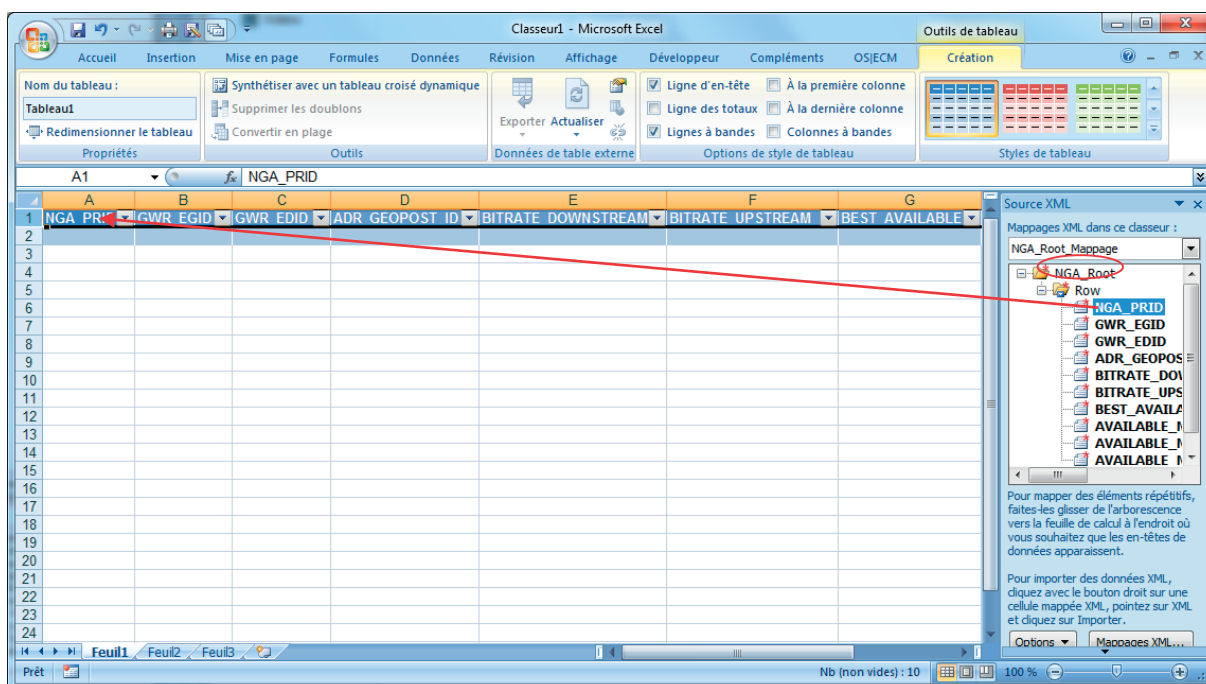 Classeur1 - Microsoft Excel
Outils de tableau
Accueil Insertion Mise en page Formules Données Révision Affichage Développeur Compléments OS|ECM Création
Nom du tableau :
Tableau1
Redimensionner le tableau
Propriétés
Synthétiser avec un tableau croisé dynamique
Supprimer les doublons
Convertir en plage
Outils
Exporter Actualiser
Données de table externe
Ligne d'en-tête À la première colonne
Ligne des totaux À la dernière colonne
Lignes à bandes Colonnes à bandes
Options de style de tableau
Styles de tableau
A1 fx NGA_PRID
A B C D E F G
1 NGA_PRID GWR_EGID GWR_EDID ADR_GEOPOST_ID BITRATE_DOWNSTREAM BITRATE_UPSTREAM BEST_AVAILABLE
2
3
4
5
6
7
8
9
10
11
12
13
14
15
16
17
18
19
20
21
22
23
24
Source XML
Mappages XML dans ce classeur :
NGA_Root_Mappage
NGA_Root
Row
NGA_PRID
GWR_EGID
GWR_EDID
ADR_GEOPOS
BITRATE_DOW
BITRATE_UPS
BEST_AVAILA
AVAILABLE_N
AVAILABLE_N
AVAILABLE_N
Pour mapper des éléments répétitifs,
faites-les glisser de l'arborescence
vers la feuille de calcul à l'endroit où
vous souhaitez que les en-têtes de
données apparaissent.
Pour importer des données XML,
cliquez avec le bouton droit sur une
cellule mappée XML, pointez sur XML
et cliquez sur Importer.
Options Mappages XML...
Feuil1 Feuil2 Feuil3
Prêt Nb (non vides) : 10 100 %